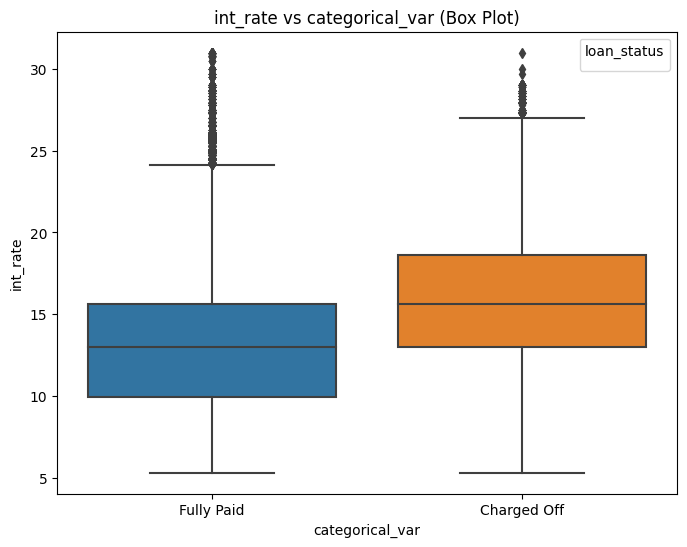 int_rate vs categorical_var (Box Plot)
loan_status
30
25
20
15
10
5
int_rate
Fully Paid
Charged Off
categorical_var